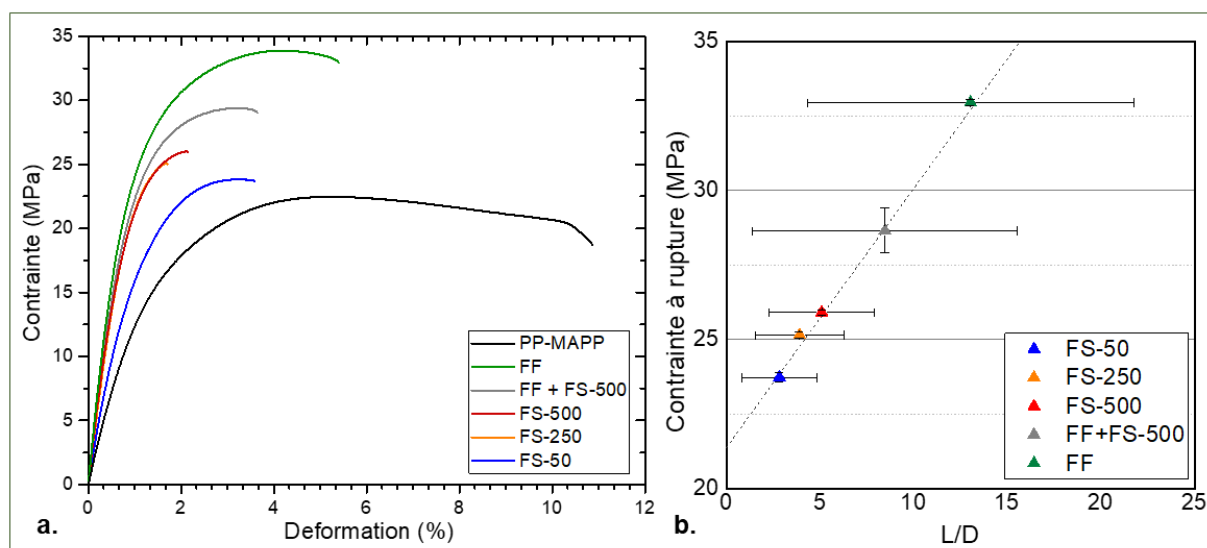 35
30
25
20
15
10
5
0
Contrainte (MPa)
PP-MAPP
FF
FF + FS-500
FS-500
FS-250
FS-50
0 2 4 6 8 10 12
a.
Deformation (%)
35
30
25
20
Contrainte à rupture (MPa)
FS-50
FS-250
FS-500
FF+FS-500
FF
0 5 10 15 20 25
b.
L/D